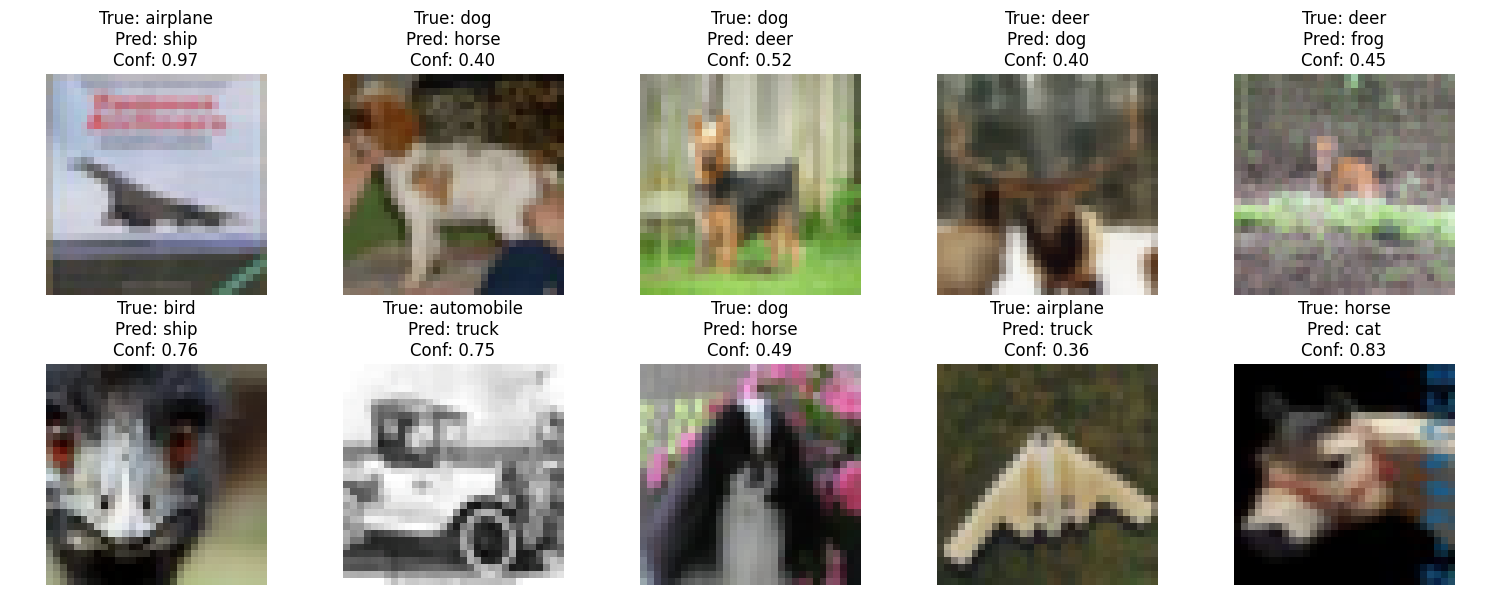 True: airplane
Pred: ship
Conf: 0.97
True: dog
Pred: horse
Conf: 0.40
True: dog
Pred: deer
Conf: 0.52
True: deer
Pred: dog
Conf: 0.40
True: deer
Pred: frog
Conf: 0.45
True: bird
Pred: ship
Conf: 0.76
True: automobile
Pred: truck
Conf: 0.75
True: dog
Pred: horse
Conf: 0.49
True: airplane
Pred: truck
Conf: 0.36
True: horse
Pred: cat
Conf: 0.83